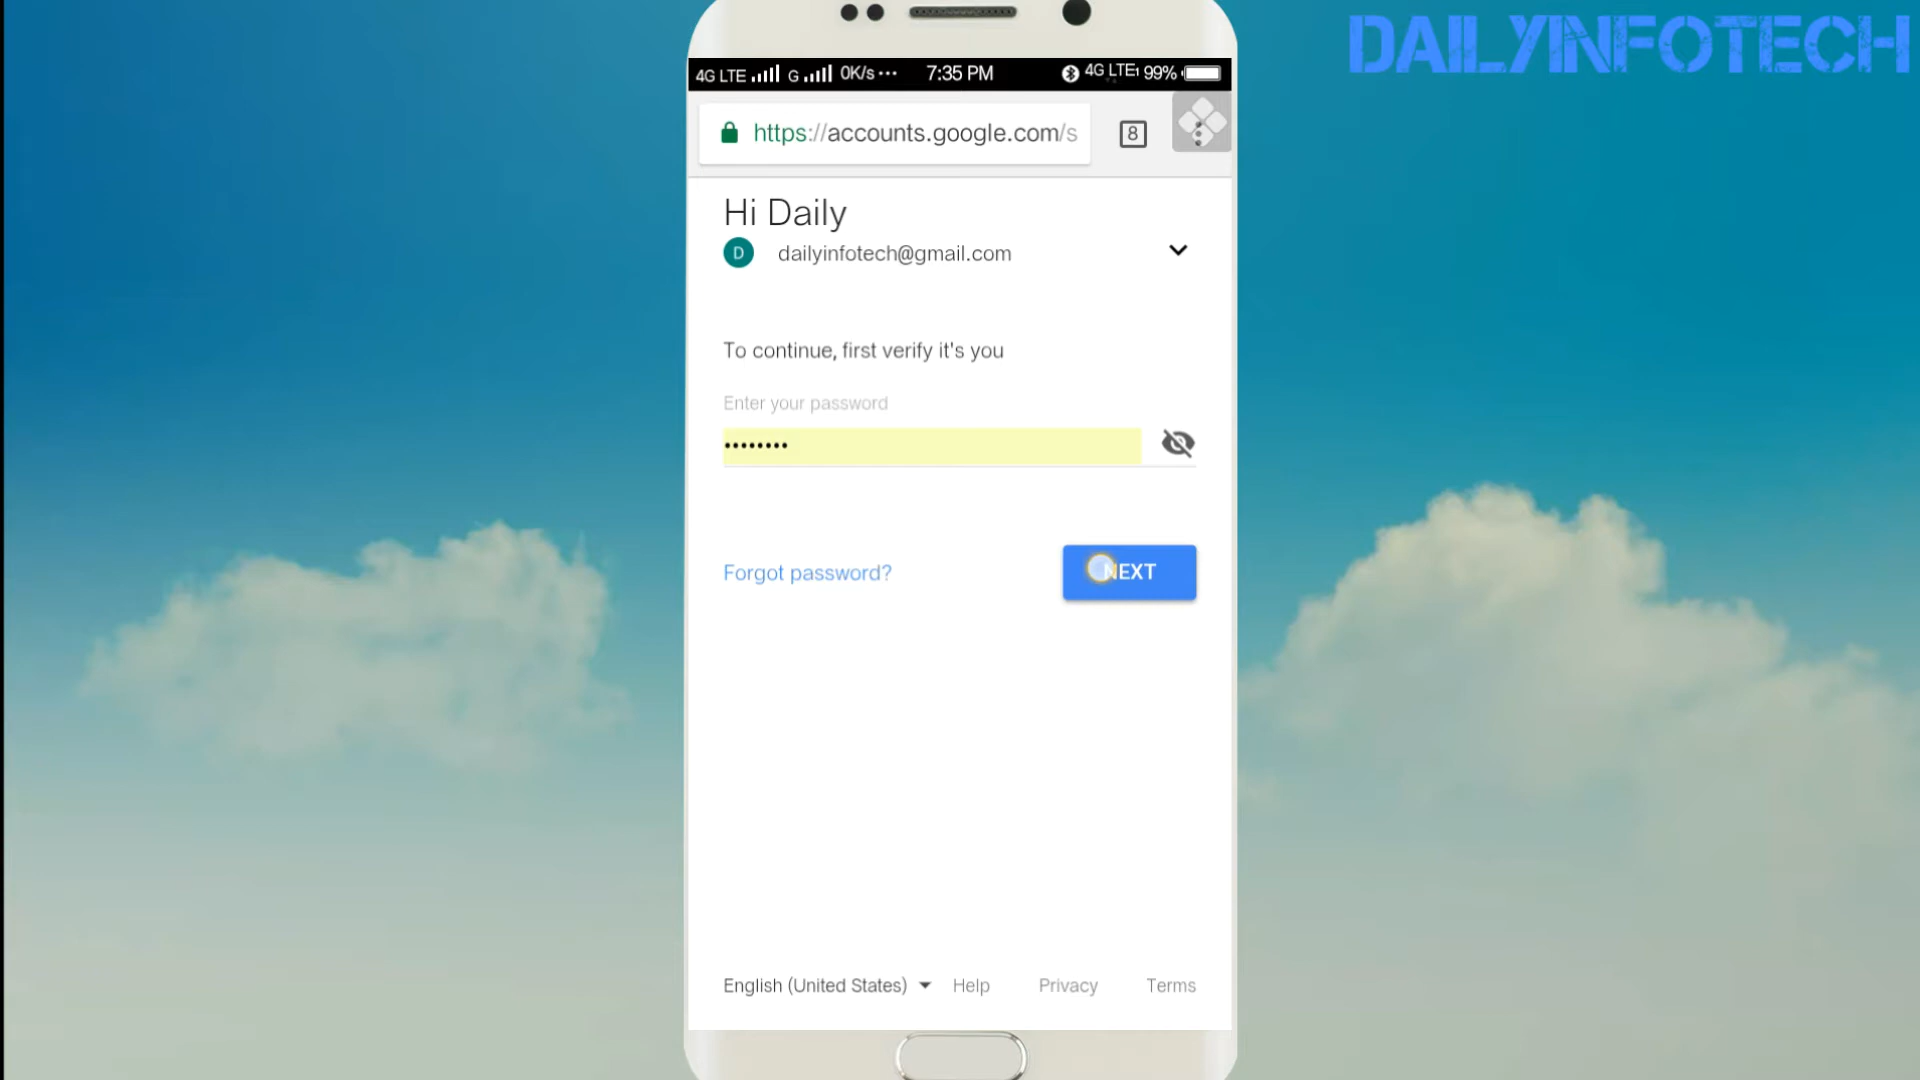 DAILYINFOTECH
4G LTE G 0K/s ··· 7:35 PM 4G LTE1 99%
https://accounts.google.com/s 8
Hi Daily
D dailyinfotech@gmail.com
To continue, first verify it's you
Enter your password
••••••••
Forgot password? NEXT
English (United States) Help Privacy Terms